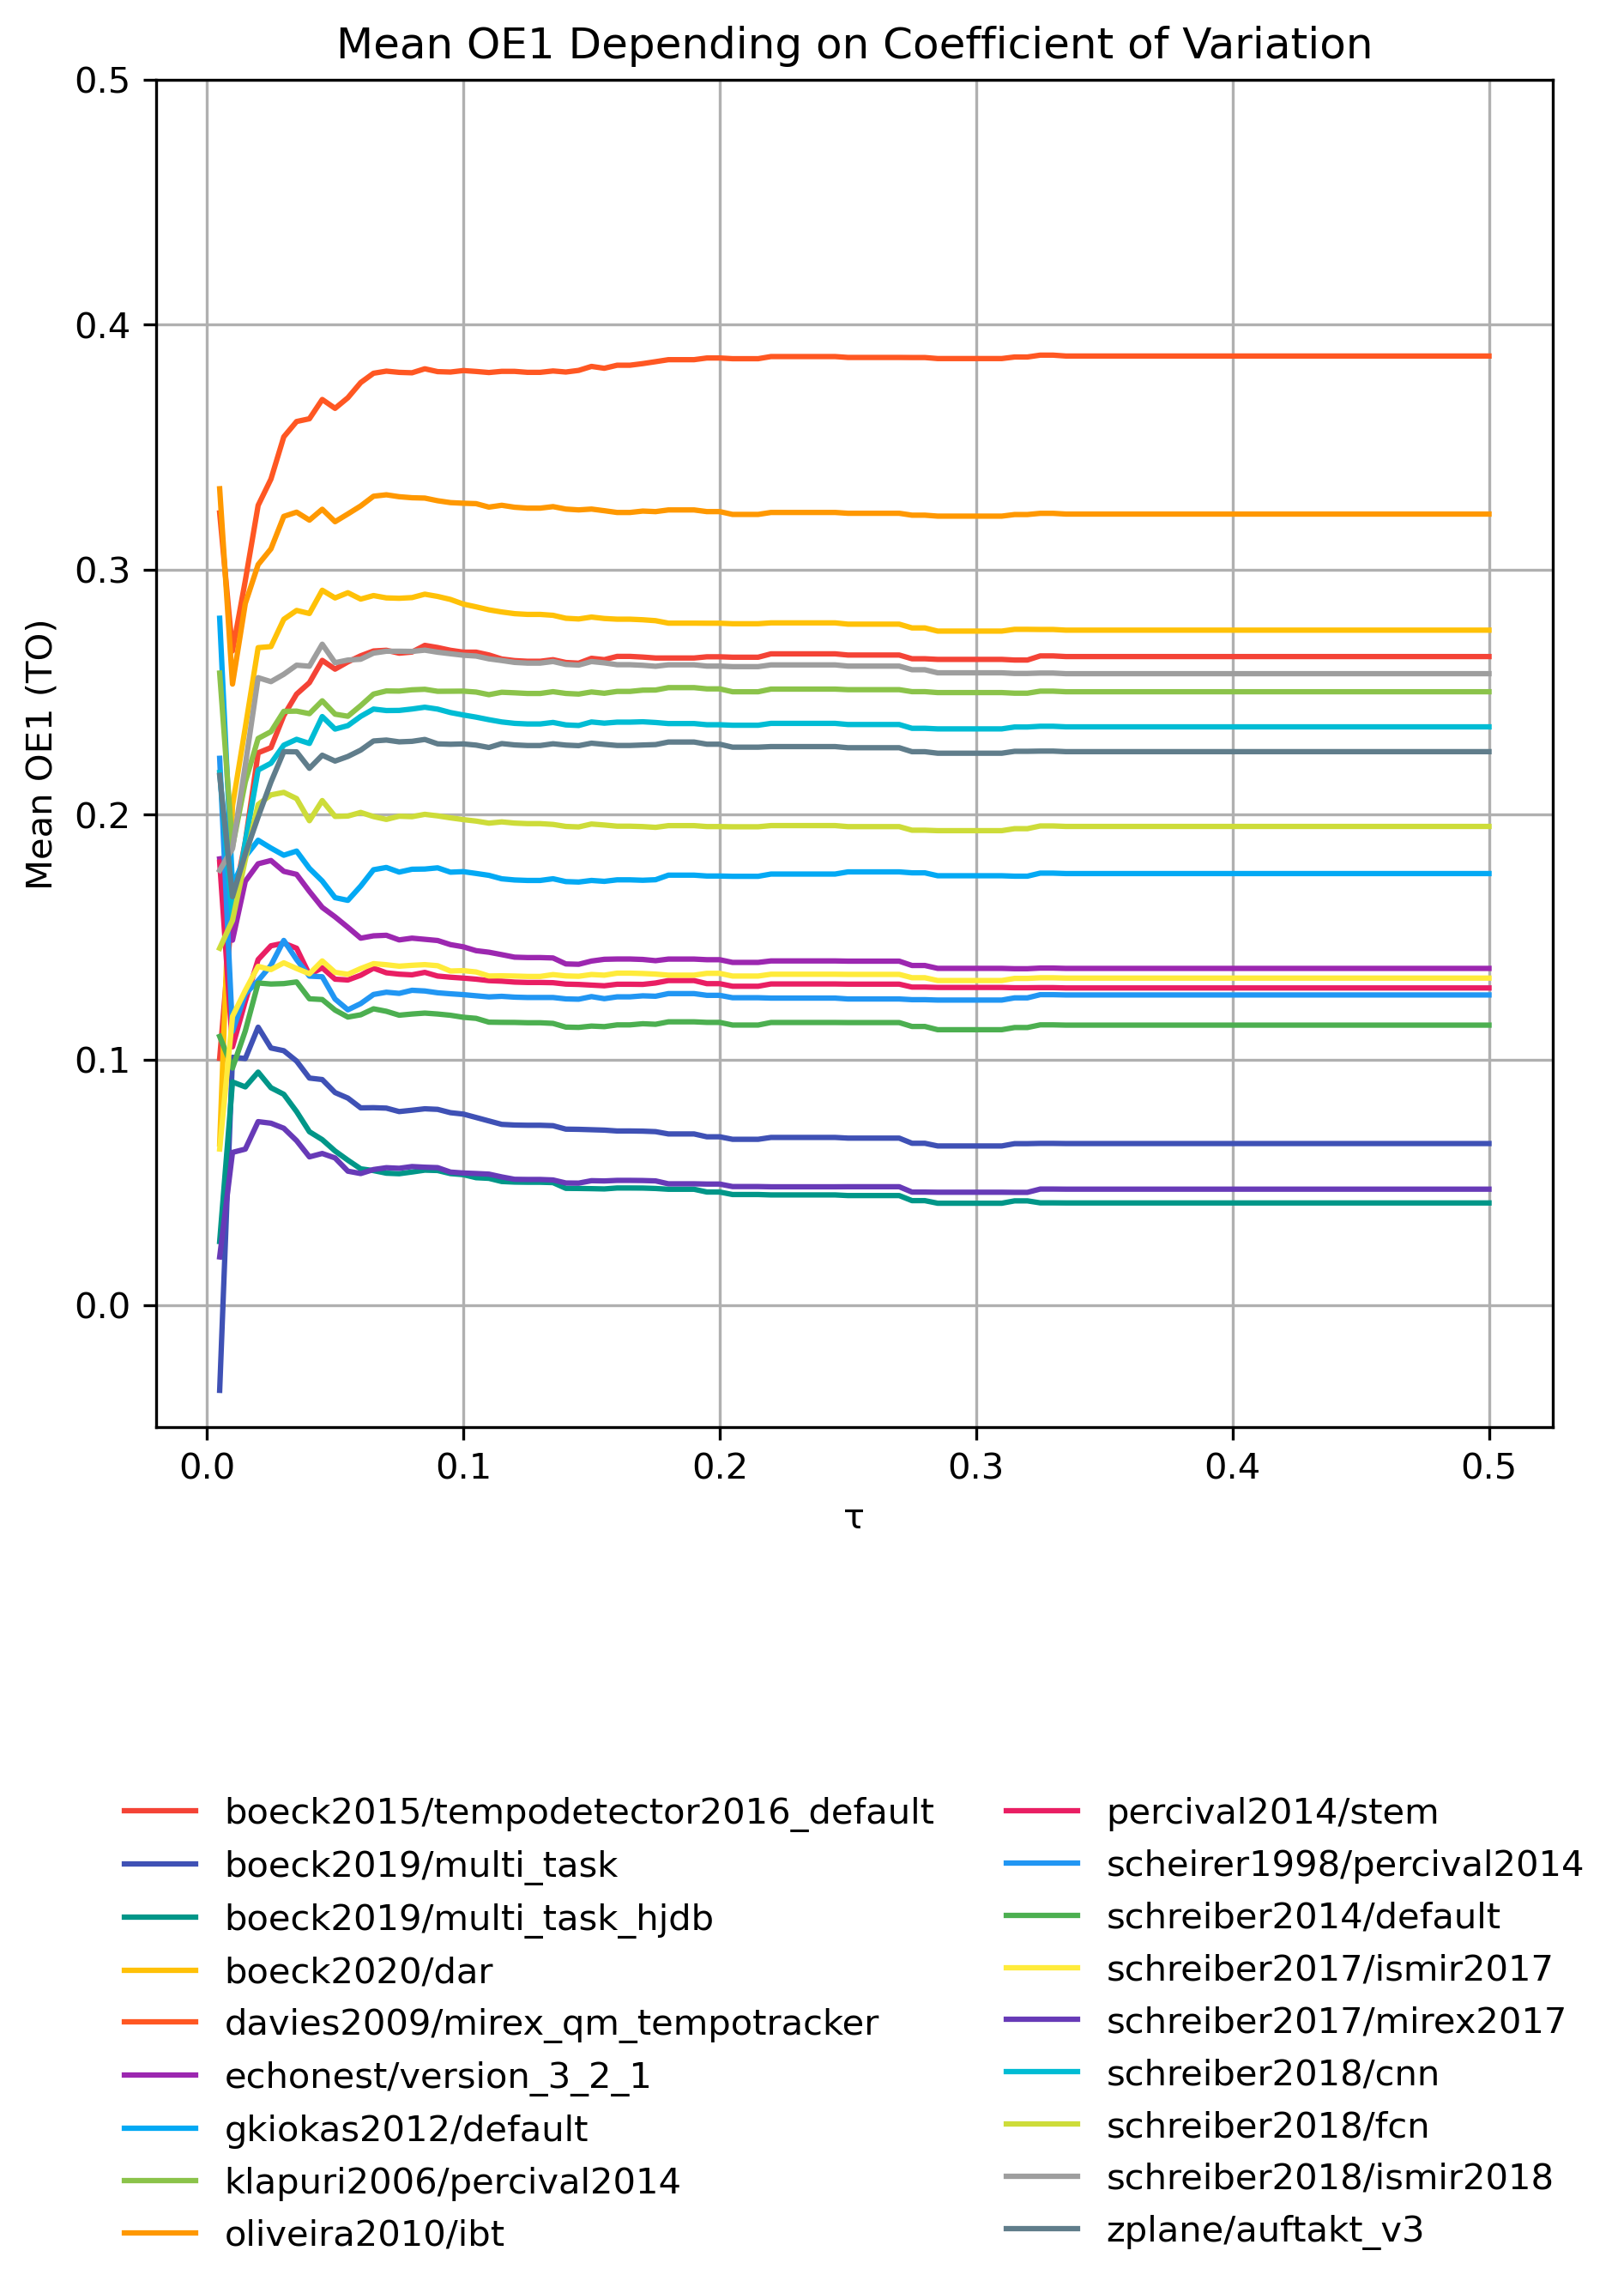 Mean OE1 Depending on Coefficient of Variation
0.5
0.4
0.3
0.2
0.1
0.0
Mean OE1 (TO)
0.0 0.1 0.2 0.3 0.4 0.5
τ
boeck2015/tempodetector2016_default
boeck2019/multi_task
boeck2019/multi_task_hjdb
boeck2020/dar
davies2009/mirex_qm_tempotracker
echonest/version_3_2_1
gkiokas2012/default
klapuri2006/percival2014
oliveira2010/ibt
percival2014/stem
scheirer1998/percival2014
schreiber2014/default
schreiber2017/ismir2017
schreiber2017/mirex2017
schreiber2018/cnn
schreiber2018/fcn
schreiber2018/ismir2018
zplane/auftakt_v3